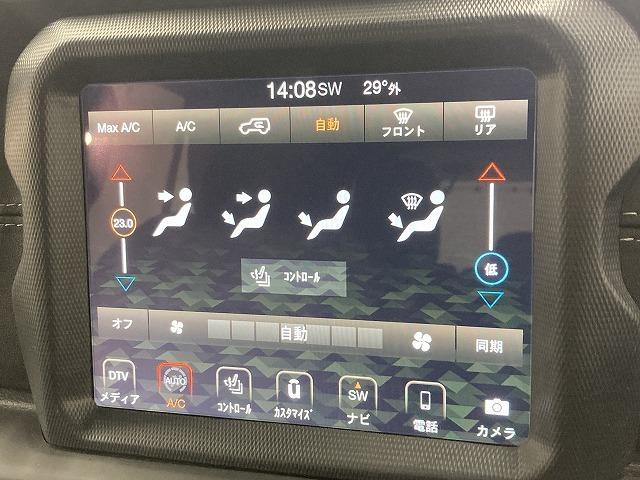 14:08SW 29°外
Max A/C A/C 自動 フロント リア
23.0 低
コントロール
オフ 自動 同期
DTV AUTO SW
メディア A/C コントロール カスタマイズ ナビ 電話 カメラ